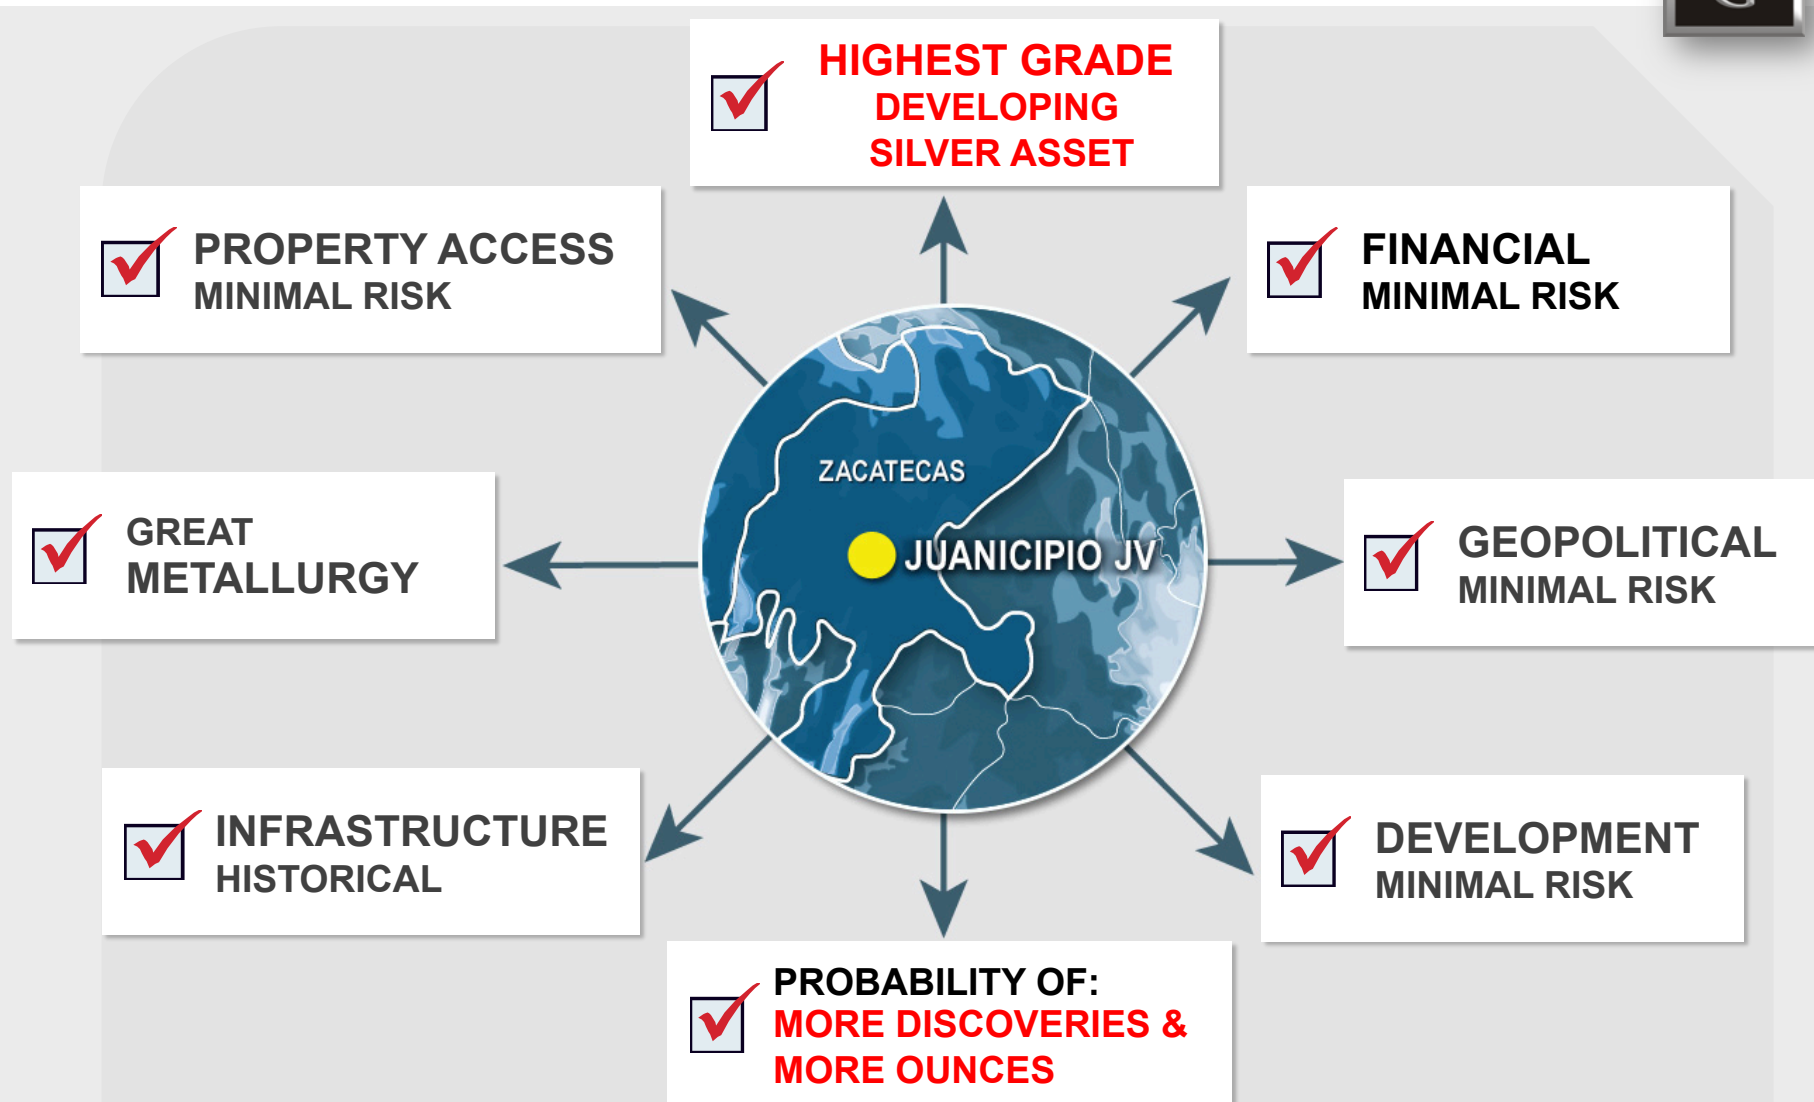 HIGHEST GRADE
DEVELOPING
SILVER ASSET
PROPERTY ACCESS
MINIMAL RISK
FINANCIAL
MINIMAL RISK
ZACATECAS
JUANICIPIO JV
GREAT
METALLURGY
GEOPOLITICAL
MINIMAL RISK
INFRASTRUCTURE
HISTORICAL
DEVELOPMENT
MINIMAL RISK
PROBABILITY OF:
MORE DISCOVERIES &
MORE OUNCES